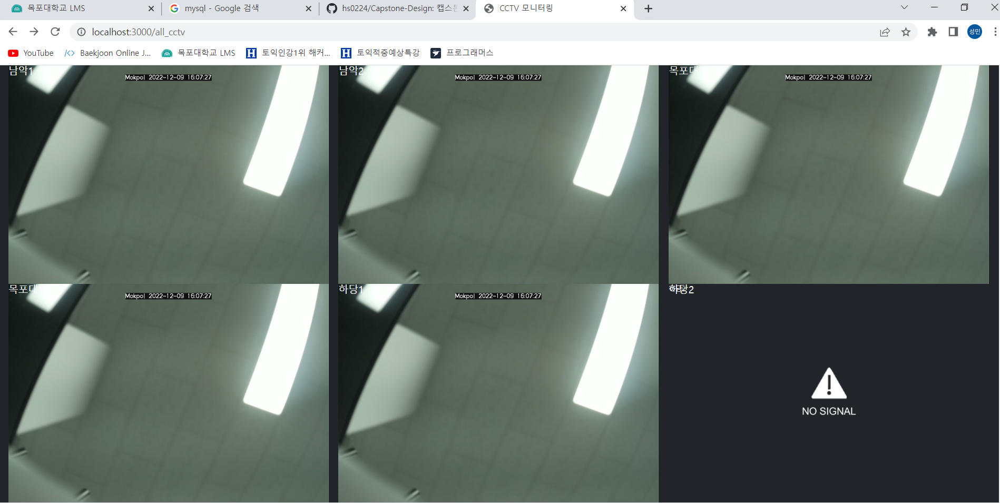 목포대학교 LMS
mysql - Google 검색
hs0224/Capstone-Design: 캡스톤
CCTV 모니터링
localhost:3000/all_cctv
성민
YouTube
Baekjoon Online J...
목포대학교 LMS
토익인강1위 해커...
토익적중예상특강
프로그래머스
남악1
Mokpo| 2022-12-09 16:07:27
남악2
Mokpo| 2022-12-09 16:07:27
목포대
Mokpo| 2022-12-09 16:07:27
목포대
Mokpo| 2022-12-09 16:07:27
하당1
Mokpo| 2022-12-09 16:07:27
하당2
NO SIGNAL